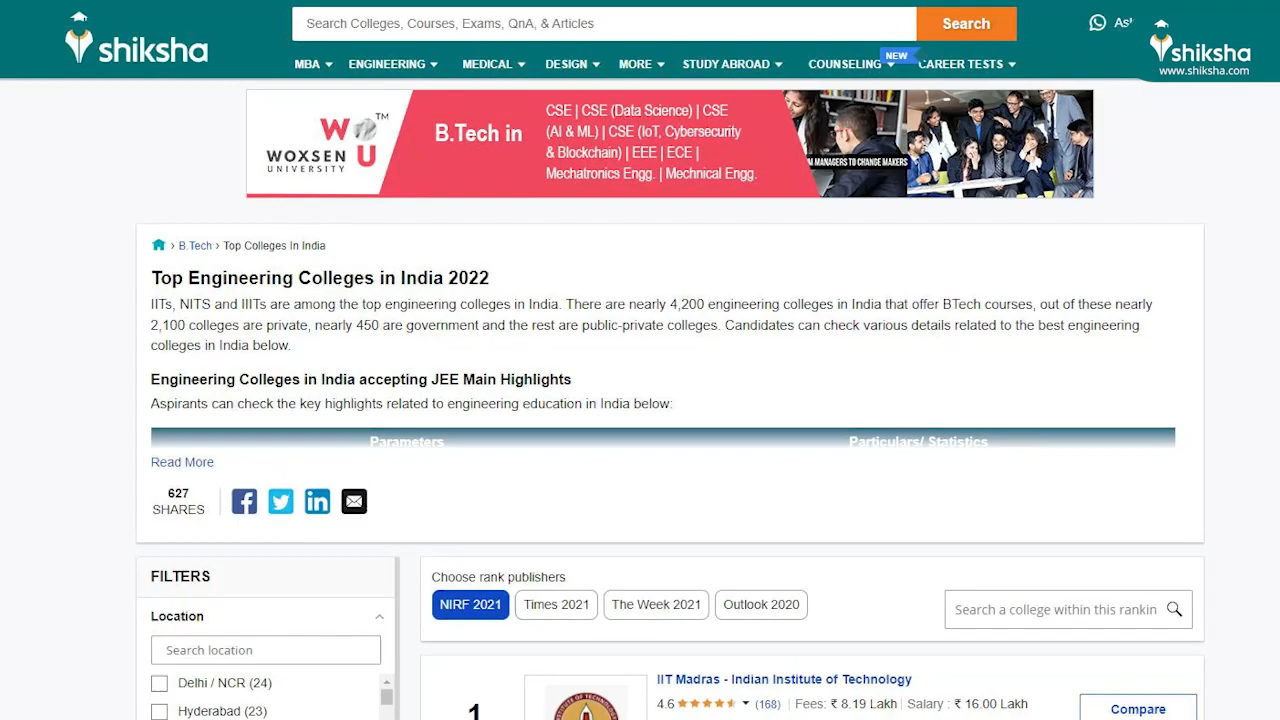 shiksha
Search Colleges, Courses, Exams, QnA, & Articles
Search
shiksha
www.shiksha.com
MBA
ENGINEERING
MEDICAL
DESIGN
MORE
STUDY ABROAD
COUNSELING
NEW
CAREER TESTS
WOXSEN
UNIVERSITY
W U TM
B.Tech in
CSE | CSE (Data Science) | CSE
(AI & ML) | CSE (IoT, Cybersecurity
& Blockchain) | EEE | ECE |
Mechatronics Engg. | Mechnical Engg.
MANAGERS TO CHANGE MAKERS
› B.Tech › Top Colleges In India
Top Engineering Colleges in India 2022
IITs, NITS and IIITs are among the top engineering colleges in India. There are nearly 4,200 engineering colleges in India that offer BTech courses, out of these nearly
2,100 colleges are private, nearly 450 are government and the rest are public-private colleges. Candidates can check various details related to the best engineering
colleges in India below.
Engineering Colleges in India accepting JEE Main Highlights
Aspirants can check the key highlights related to engineering education in India below:
Parameters
Particulars/ Statistics
Read More
627
SHARES
FILTERS
Location
Search location
Delhi / NCR (24)
Hyderabad (23)
Choose rank publishers
NIRF 2021
Times 2021
The Week 2021
Outlook 2020
Search a college within this rankin
1
IIT Madras - Indian Institute of Technology
4.6
(168) | Fees: ₹ 8.19 Lakh | Salary : ₹ 16.00 Lakh
Compare